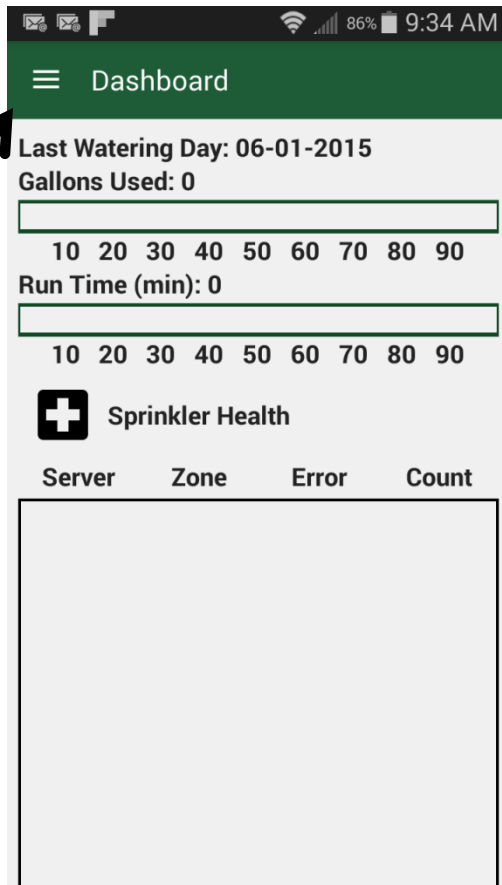 86% 9:34 AM
Dashboard
Last Watering Day: 06-01-2015
Gallons Used: 0
10 20 30 40 50 60 70 80 90
Run Time (min): 0
10 20 30 40 50 60 70 80 90
Sprinkler Health
Server Zone Error Count